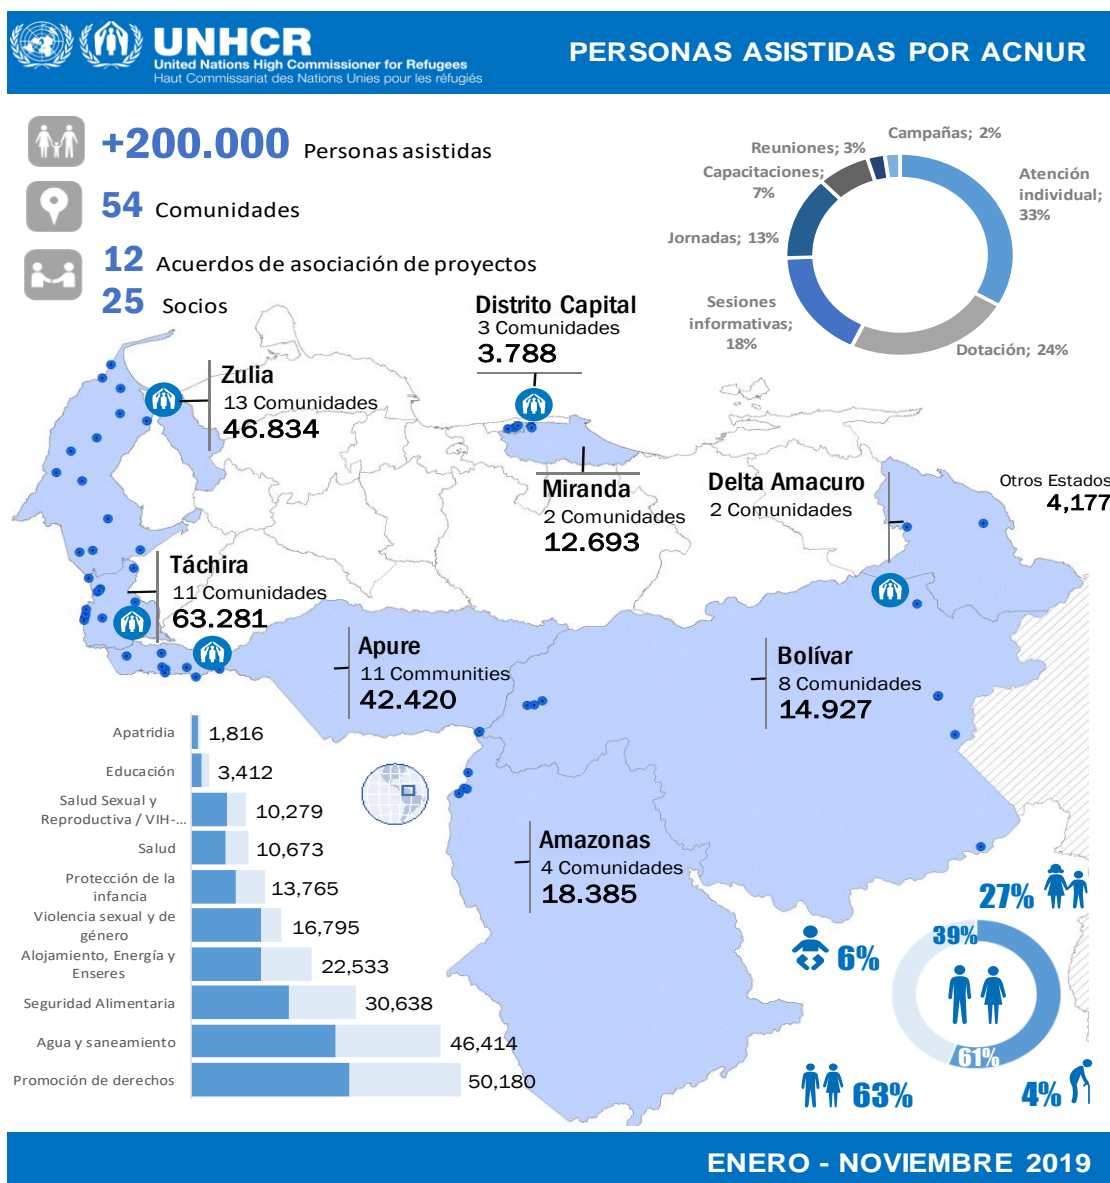 UNHCR
United Nations High Commissioner for Refugees
Haut Commissariat des Nations Unies pour les réfugiés
PERSONAS ASISTIDAS POR ACNUR
+200.000 Personas asistidas
54 Comunidades
12 Acuerdos de asociación de proyectos
25 Socios
Campañas; 2%
Reuniones; 3%
Capacitaciones;
7%
Atención
individual;
33%
Jornadas; 13%
Sesiones
informativas;
18%
Dotación; 24%
Distrito Capital
3 Comunidades
3.788
Zulia
13 Comunidades
46.834
Miranda
2 Comunidades
12.693
Delta Amacuro
2 Comunidades
Otros Estados
4,177
Táchira
11 Comunidades
63.281
Apure
11 Communities
42.420
Bolívar
8 Comunidades
14.927
Amazonas
4 Comunidades
18.385
Apatridia
1,816
Educación
3,412
Salud Sexual y
Reproductiva / VIH-...
10,279
Salud
10,673
Protección de la
infancia
13,765
Violencia sexual y de
género
16,795
Alojamiento, Energía y
Enseres
22,533
Seguridad Alimentaria
30,638
Agua y saneamiento
46,414
Promoción de derechos
50,180
27%
39%
6%
61%
63%
4%
ENERO - NOVIEMBRE 2019